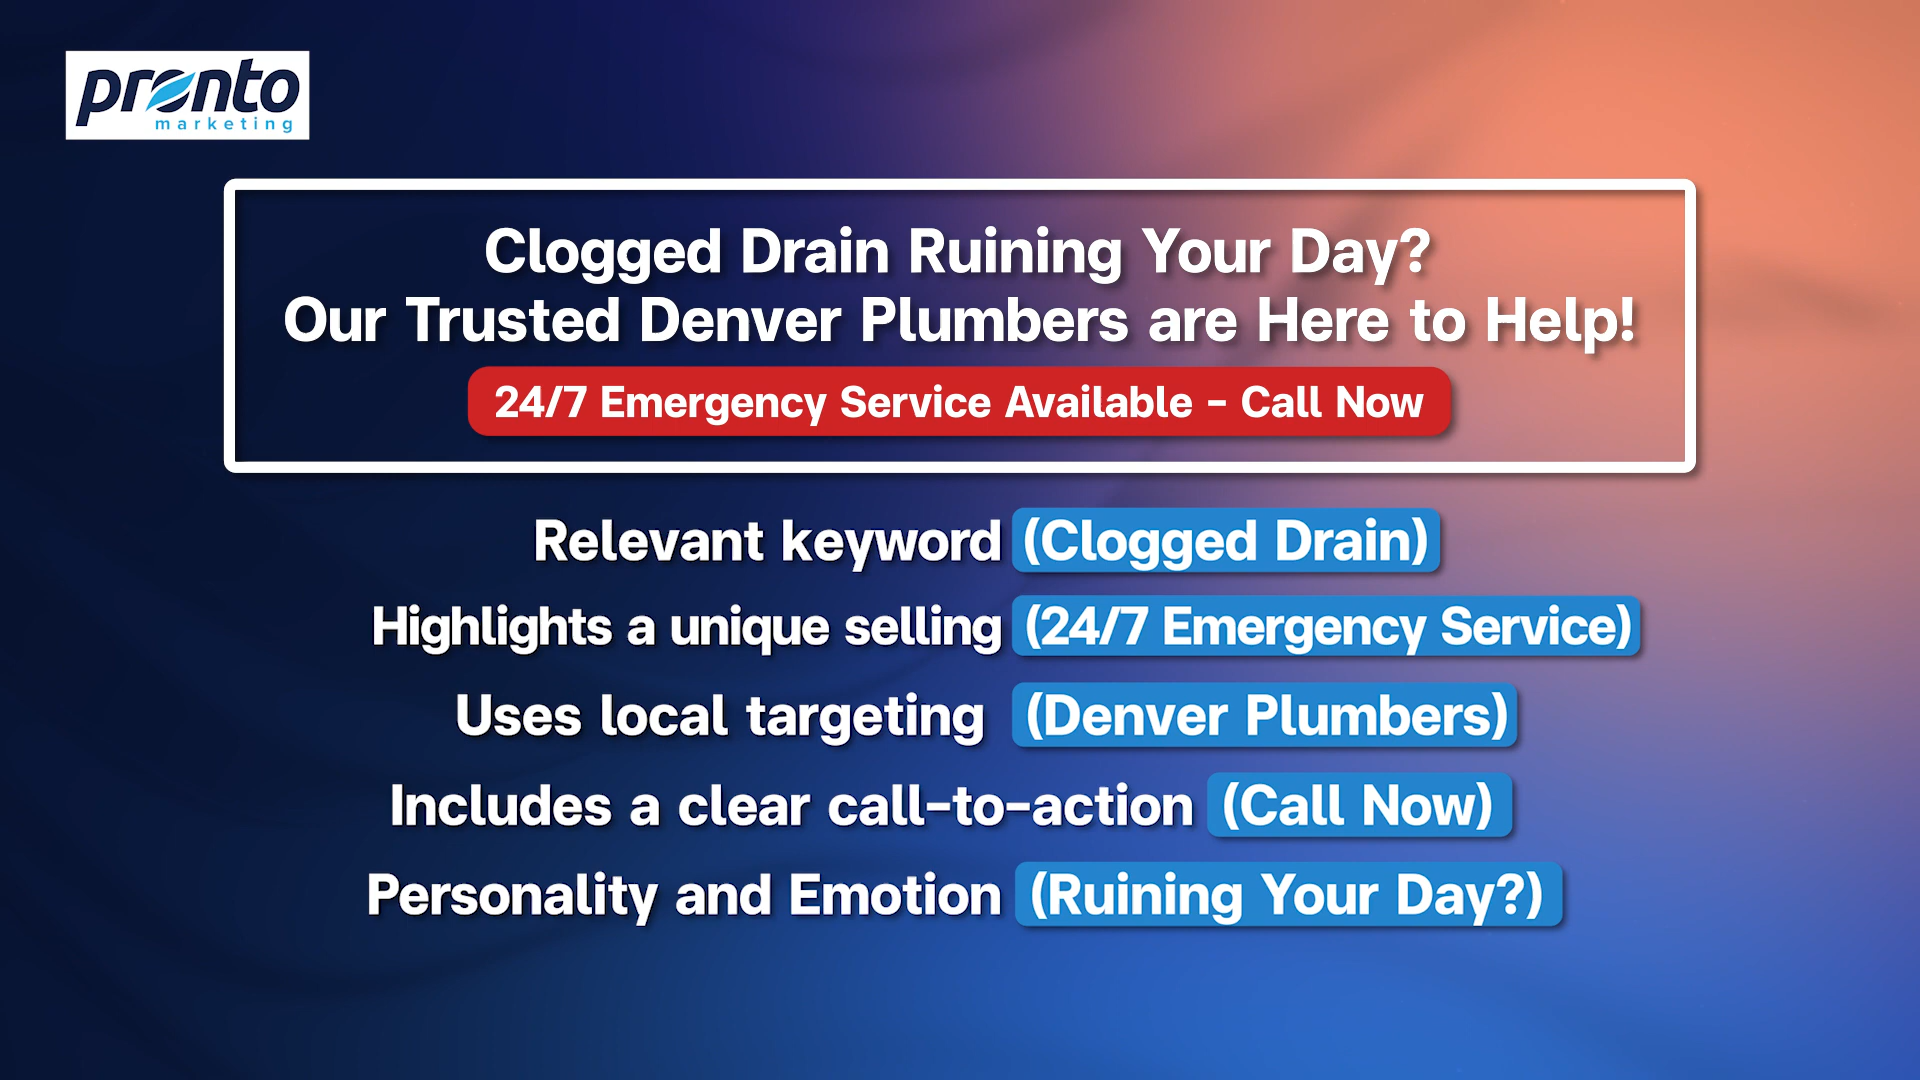 pronto
marketing
Clogged Drain Ruining Your Day?
Our Trusted Denver Plumbers are Here to Help!
24/7 Emergency Service Available - Call Now
Relevant keyword (Clogged Drain)
Highlights a unique selling (24/7 Emergency Service)
Uses local targeting (Denver Plumbers)
Includes a clear call-to-action (Call Now)
Personality and Emotion (Ruining Your Day?)